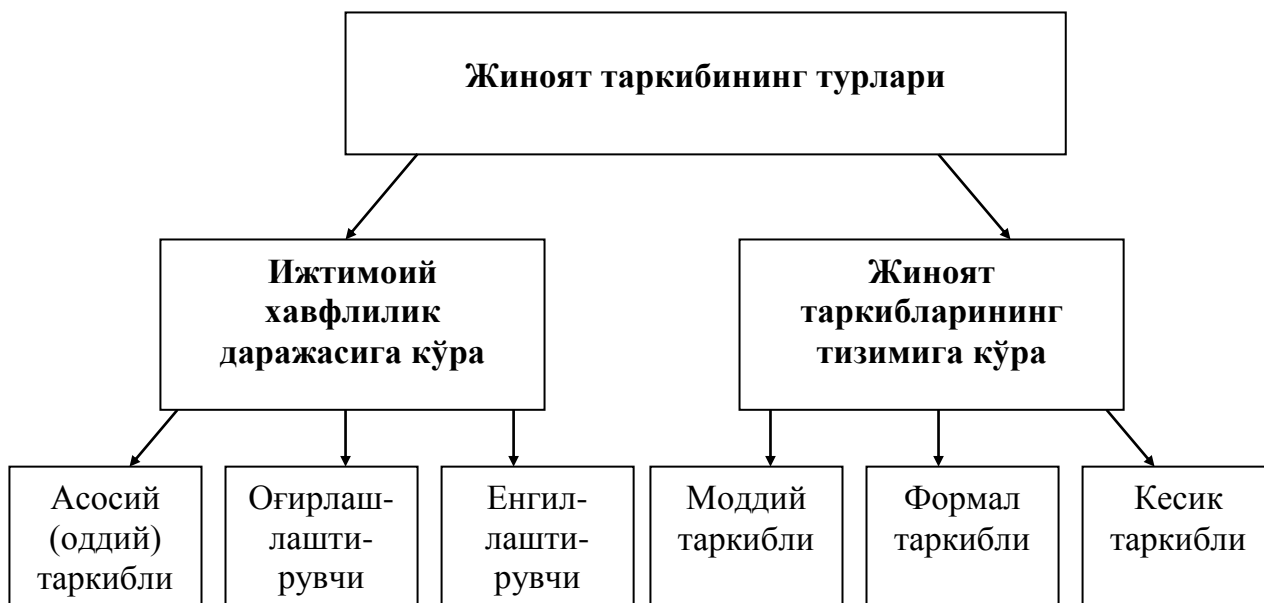 Жиноят таркибининг турлари
Ижтимоий
хавфлилик
даражасига кўра
Жиноят
таркибларининг
тизимига кўра
Асосий
(оддий)
таркибли
Оғирлаш-
лашти-
рувчи
Енгил-
лашти-
рувчи
Моддий
таркибли
Формал
таркибли
Кесик
таркибли